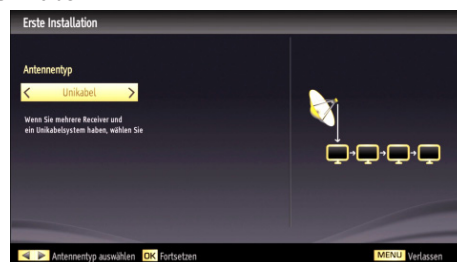 Erste Installation
Antennentyp
Unikabel
Wenn Sie mehrere Receiver und
ein Unikabelsystem haben, wählen Sie
Antennentyp auswählen OK Fortsetzen
MENU Verlassen